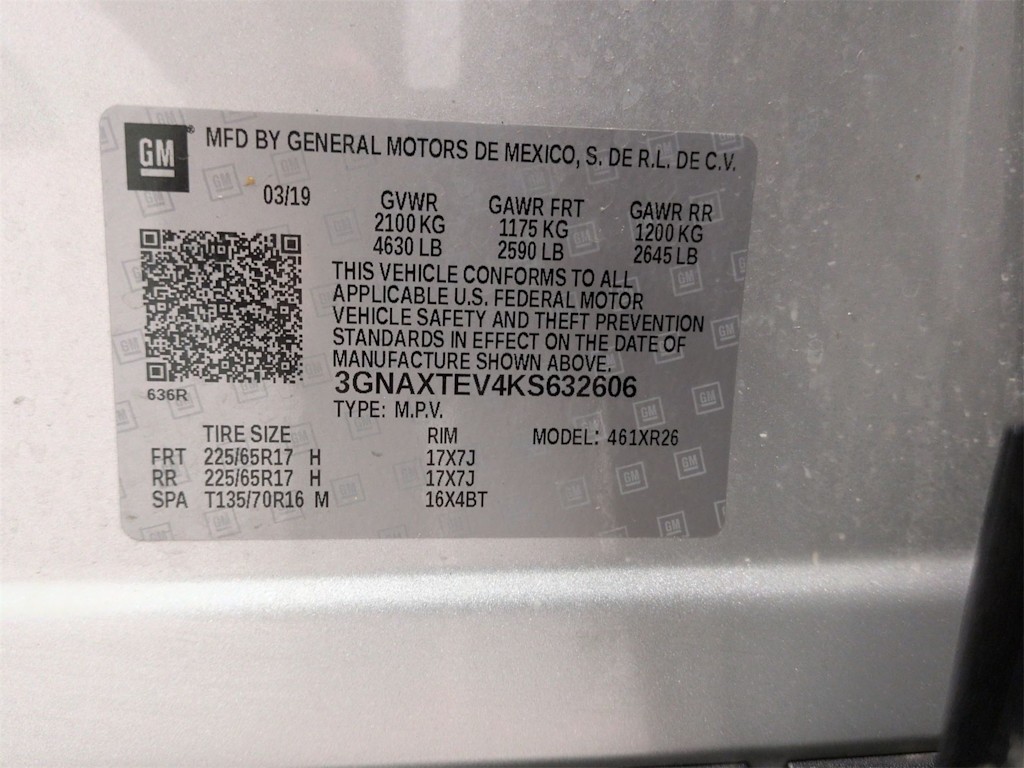 GM® MFD BY GENERAL MOTORS DE MEXICO, S. DE R.L. DE C.V.
03/19
GVWR GAWR FRT GAWR RR
2100 KG 1175 KG 1200 KG
4630 LB 2590 LB 2645 LB
THIS VEHICLE CONFORMS TO ALL
APPLICABLE U.S. FEDERAL MOTOR
VEHICLE SAFETY AND THEFT PREVENTION
STANDARDS IN EFFECT ON THE DATE OF
MANUFACTURE SHOWN ABOVE.
3GNAXTEV4KS632606
636R
TYPE: M.P.V.
TIRE SIZE RIM MODEL: 461XR26
FRT 225/65R17 H 17X7J
RR 225/65R17 H 17X7J
SPA T135/70R16 M 16X4BT